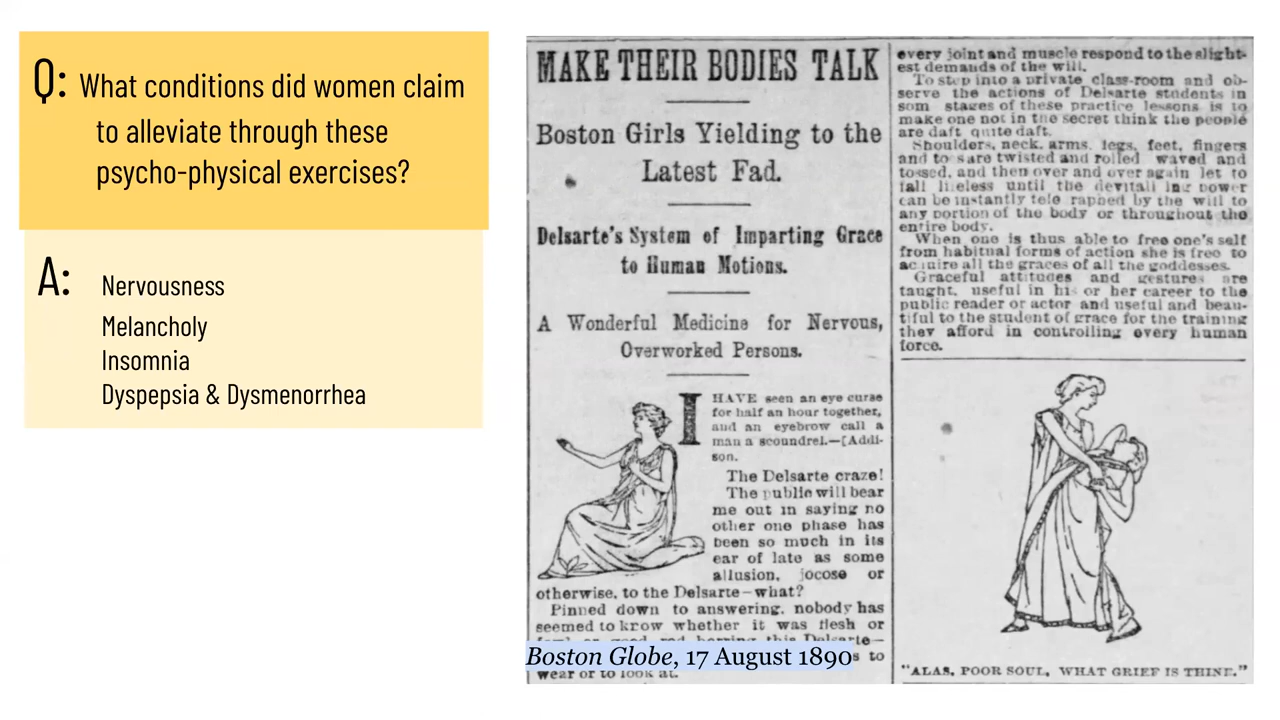 Q: What conditions did women claim
to alleviate through these
psycho-physical exercises?
A: Nervousness
Melancholy
Insomnia
Dyspepsia & Dysmenorrhea
MAKE THEIR BODIES TALK
Boston Girls Yielding to the
Latest Fad.
Delsarte's System of Imparting Grace
to Human Motions.
A Wonderful Medicine for Nervous,
Overworked Persons.
I HAVE seen an eye curse
for half an hour together,
and an eyebrow call a
man a scoundrel.—[Addi-
son.
The Delsarte craze!
The public will bear
me out in saying no
other one phase has
been so much in its
ear of late as some
allusion, jocose or
otherwise, to the Delsarte—what?
Pinned down to answering, nobody has
seemed to know whether it was flesh or
red herring this Delsarte—
Boston Globe, 17 August 1890
to
wear or to look at.
every joint and muscle respond to the slight-
est demands of the will.
To step into a private class-room and ob-
serve the actions of Delsarte students in
som stages of these practice lessons is to
make one not in the secret think the people
are daft quite daft.
Shoulders, neck, arms, legs, feet, fingers
and to s are twisted and rolled waved and
tossed, and then over and over again let to
fall lifeless until the devitalizing power
can be instantly tele raphed by the will to
any portion of the body or throughout the
entire body.
When one is thus able to free one's self
from habitual forms of action she is free to
acquire all the graces of all the goddesses.
Graceful attitudes and gestures are
taught, useful in his or her career to the
public reader or actor and useful and beau-
tiful to the student of grace for the training
they afford in controlling every human
force.
"ALAS, POOR SOUL, WHAT GRIEF IS THINE."